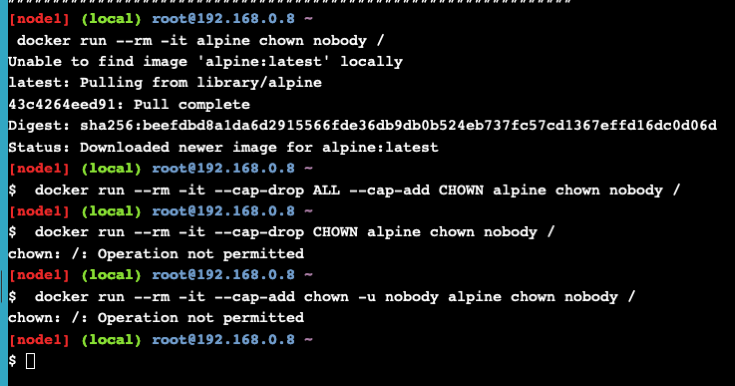 [node1] (local) root@192.168.0.8 ~
docker run --rm -it alpine chown nobody /
Unable to find image 'alpine:latest' locally
latest: Pulling from library/alpine
43c4264eed91: Pull complete
Digest: sha256:beefdbd8a1da6d2915566fde36db9db0b524eb737fc57cd1367effd16dc0d06d
Status: Downloaded newer image for alpine:latest
[node1] (local) root@192.168.0.8 ~
$  docker run --rm -it --cap-drop ALL --cap-add CHOWN alpine chown nobody /
[node1] (local) root@192.168.0.8 ~
$  docker run --rm -it --cap-drop CHOWN alpine chown nobody /
chown: /: Operation not permitted
[node1] (local) root@192.168.0.8 ~
$  docker run --rm -it --cap-add chown -u nobody alpine chown nobody /
chown: /: Operation not permitted
[node1] (local) root@192.168.0.8 ~
$